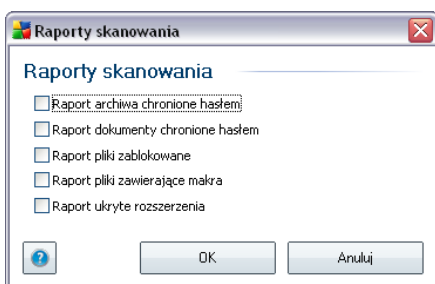 Raporty skanowania
Raporty skanowania
Raport archiwa chronione hasłem
Raport dokumenty chronione hasłem
Raport pliki zablokowane
Raport pliki zawierające makra
Raport ukryte rozszerzenia
? OK Anuluj